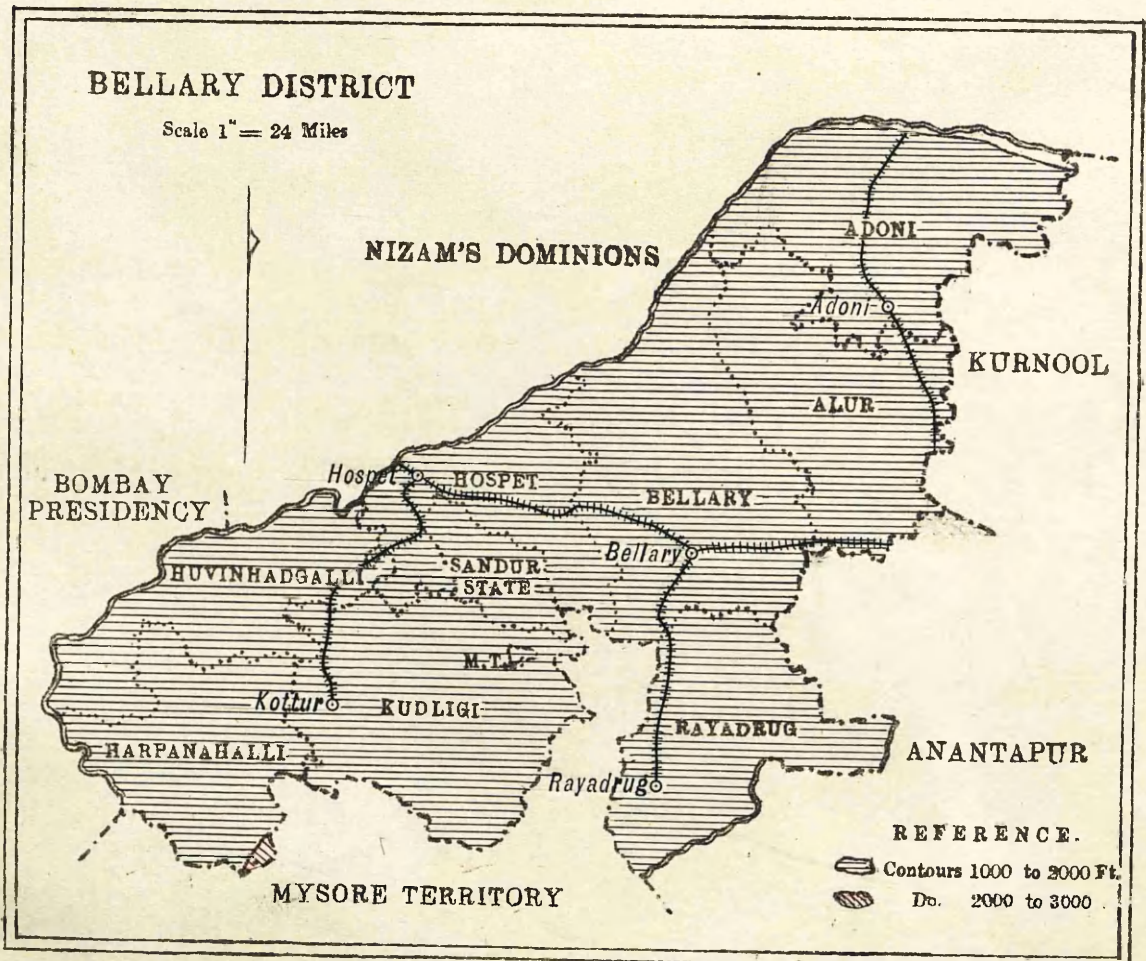 BELLARY DISTRICT
Scale 1"= 24 Miles
NIZAM'S DOMINIONS
ADONI
Adoni
KURNOOL
ALUR
Hospet
HOSPET
BELLARY
BOMBAY
PRESIDENCY
Bellary
HUVINHADGALLI
SANDUR
STATE
M.T.
Kottur
KUDLIGI
RAYADRUG
HARPANAHALLI
ANANTAPUR
Rayadrug
MYSORE TERRITORY
REFERENCE.
Contours 1000 to 2000 Ft.
Do. 2000 to 3000